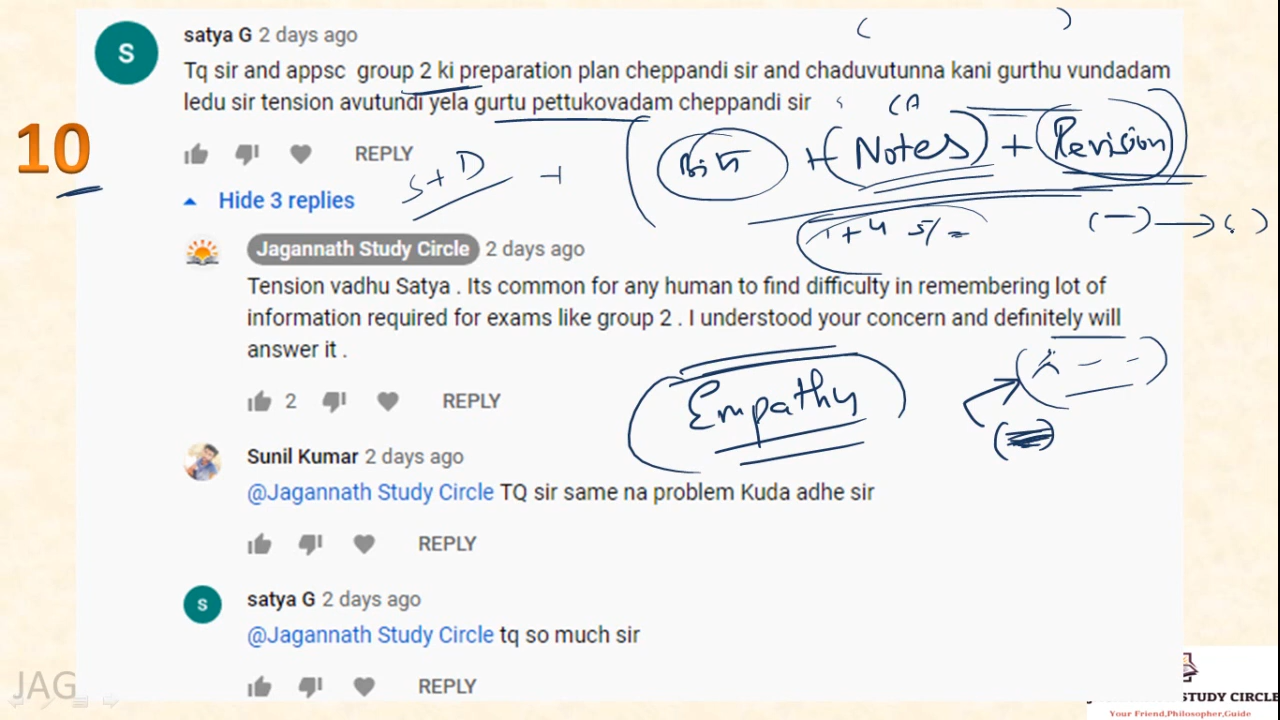 satya G 2 days ago
Tq sir and appsc group 2 ki preparation plan cheppandi sir and chaduvutunna kani gurthu vundadam
ledu sir tension avutundi yela gurtu pettukovadam cheppandi sir
10
REPLY
S+D + + (Notes) + Revision
Hide 3 replies
Jagannath Study Circle 2 days ago
Tension vadhu Satya . Its common for any human to find difficulty in remembering lot of
information required for exams like group 2 . I understood your concern and definitely will
answer it .
2 REPLY
Empathy
Sunil Kumar 2 days ago
@Jagannath Study Circle TQ sir same na problem Kuda adhe sir
REPLY
S
satya G 2 days ago
@Jagannath Study Circle tq so much sir
REPLY
JAG
STUDY CIRCLE
Your Friend,Philosopher,Guide